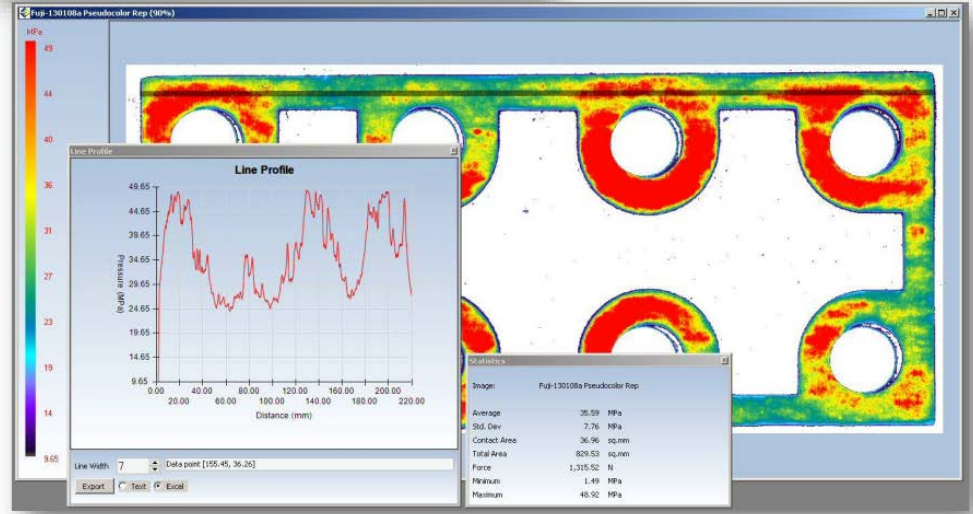 Fuji-130108a Pseudocolor Rep (90%)
MPa
49
44
40
36
31
27
23
19
14
9.65
Line Profile
Line Profile
49.65
44.65
39.65
34.65
29.65
24.65
19.65
14.65
9.65
Pressure (MPa)
0.00 40.00 80.00 120.00 160.00 200.00
20.00 60.00 100.00 140.00 180.00 220.00
Distance (mm)
Line Width 7 Data point [155.45, 36.26]
Export Text Excel
Statistics
Image: Fuji-130108a Pseudocolor Rep
Average 35.59 MPa
Std. Dev 7.76 MPa
Contact Area 36.96 sq.mm
Total Area 829.53 sq.mm
Force 1,315.52 N
Minimum 1.49 MPa
Maximum 48.92 MPa